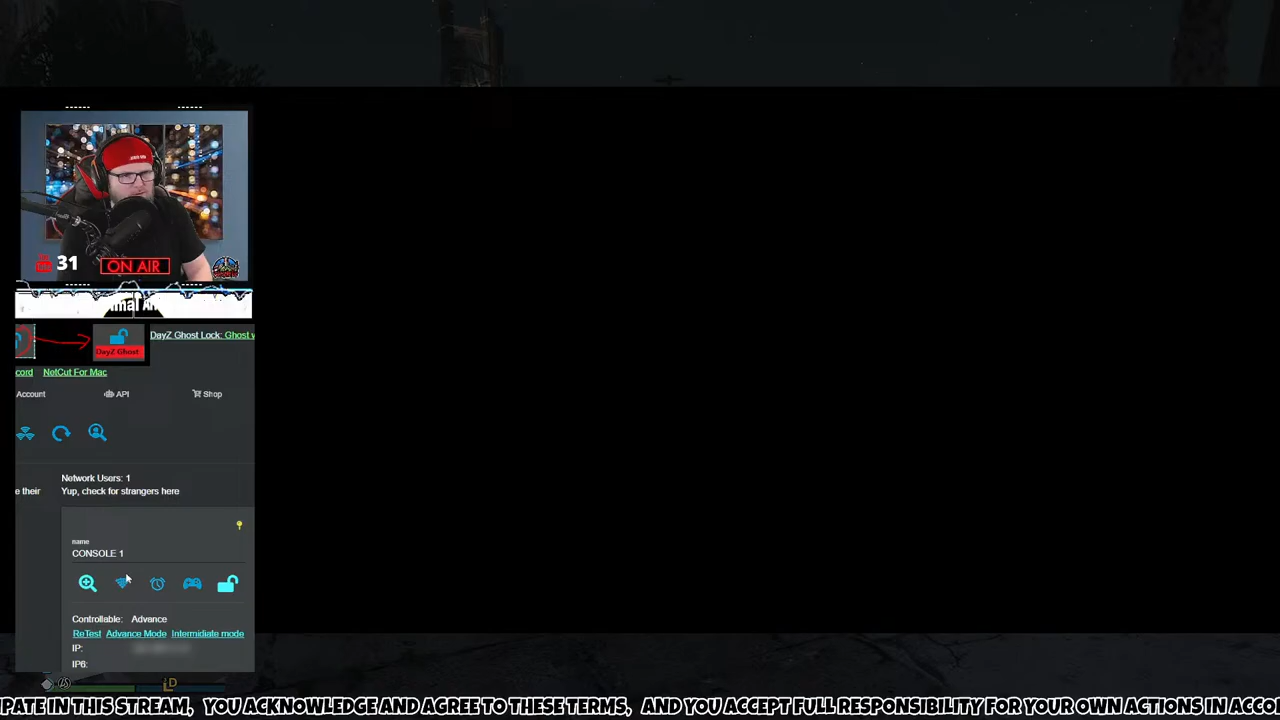 31
ON AIR
DayZ Ghost
DayZ Ghost Lock: Ghost
cord NetCut For Mac
Account API Shop
Network Users: 1
e their Yup, check for strangers here
name
CONSOLE 1
Controllable: Advance
ReTest Advance Mode Intermidiate mode
IP:
IP6:
D
PATE IN THIS STREAM, YOU ACKNOWLEDGE AND AGREE TO THESE TERMS, AND YOU ACCEPT FULL RESPONSIBILITY FOR YOUR OWN ACTIONS IN ACCO